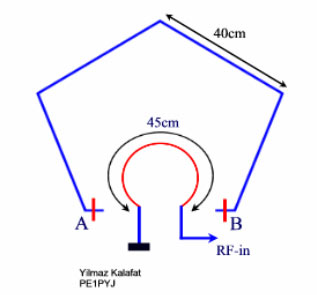 40cm
45cm
A
B
RF-in
Yilmaz Kalafat
PE1PYJ